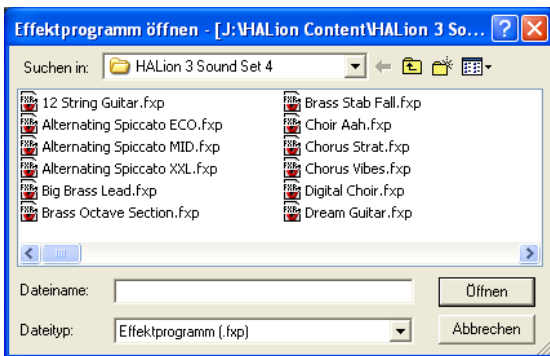 Effektprogramm öffnen - [J:\HALion Content\HALion 3 So...
Suchen in: HALion 3 Sound Set 4
12 String Guitar.fxp
Alternating Spiccato ECO.fxp
Alternating Spiccato MID.fxp
Alternating Spiccato XXL.fxp
Big Brass Lead.fxp
Brass Octave Section.fxp
Brass Stab Fall.fxp
Choir Aah.fxp
Chorus Strat.fxp
Chorus Vibes.fxp
Digital Choir.fxp
Dream Guitar.fxp
Dateiname:
Öffnen
Dateityp: Effektprogramm (.fxp)
Abbrechen